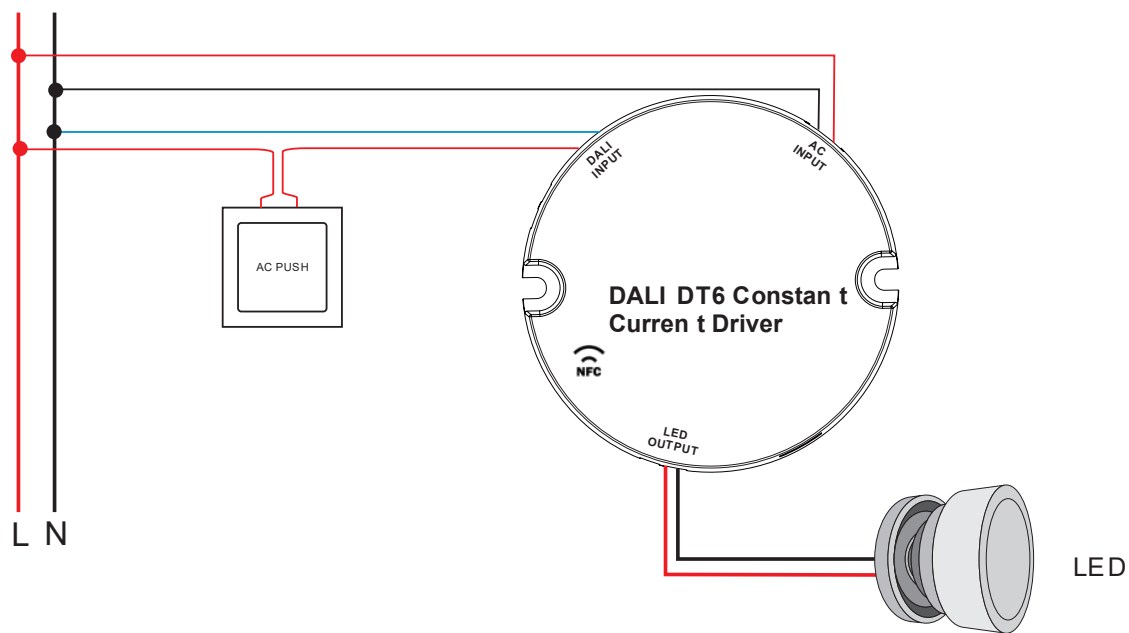 DALI
INPUT
AC
INPUT
AC PUSH
DALI DT6 Constan t
Curren t Driver
NFC
LED
OUTPUT
L N
LED